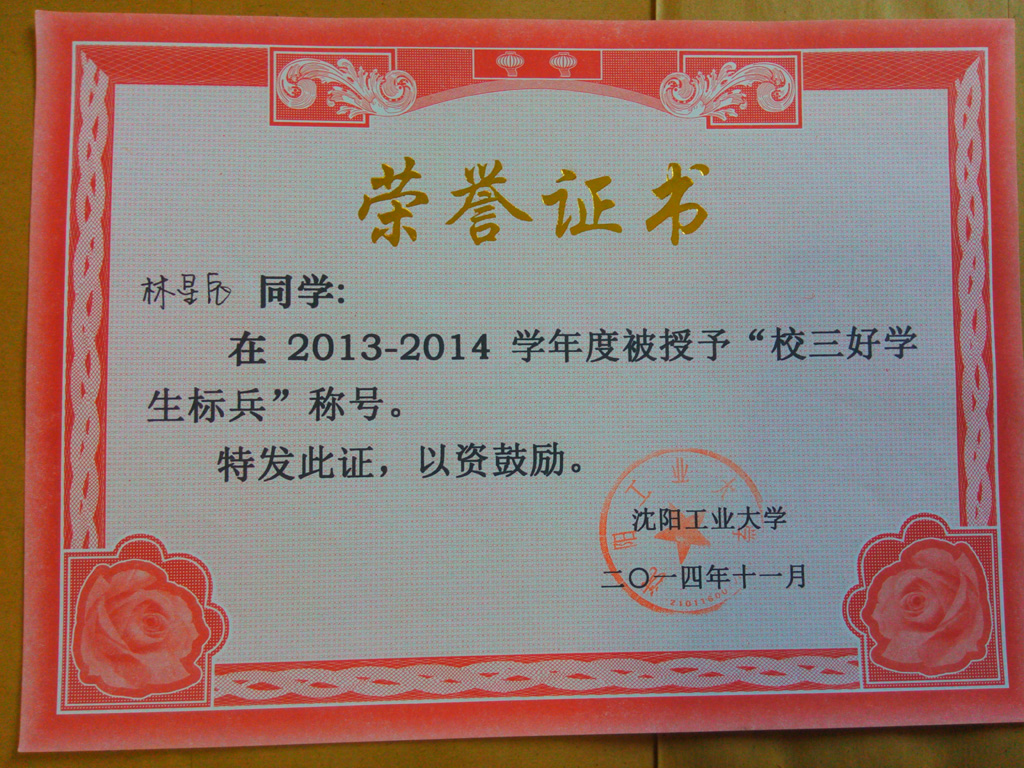 荣誉证书
林星辰 同学:
在 2013-2014 学年度被授予“校三好学
生标兵”称号。
特发此证，以资鼓励。
沈阳工业大学
二〇一四年十一月